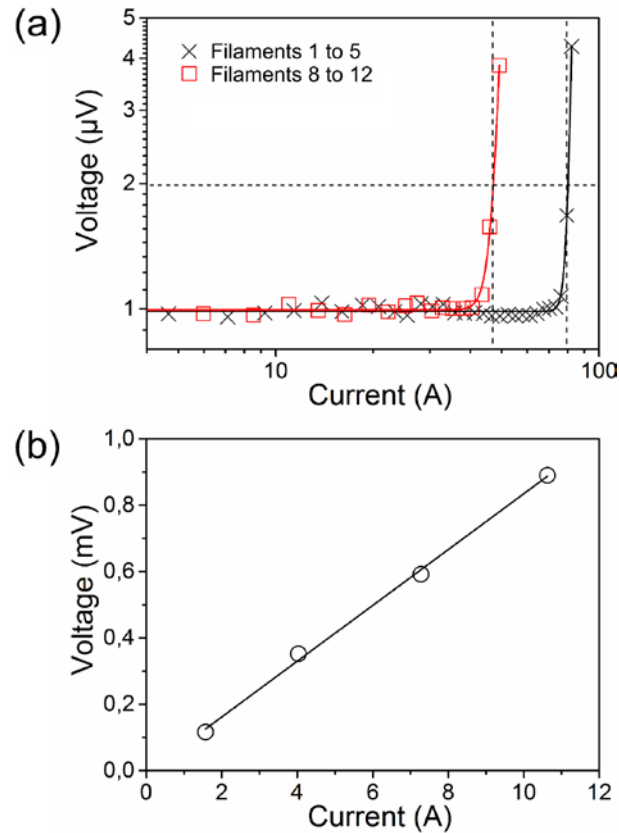 (a)
5
4
3
2
1
Voltage (µV)
× Filaments 1 to 5
□ Filaments 8 to 12
10
100
Current (A)
(b)
1,0
0,8
0,6
0,4
0,2
0,0
Voltage (mV)
0 2 4 6 8 10 12
Current (A)